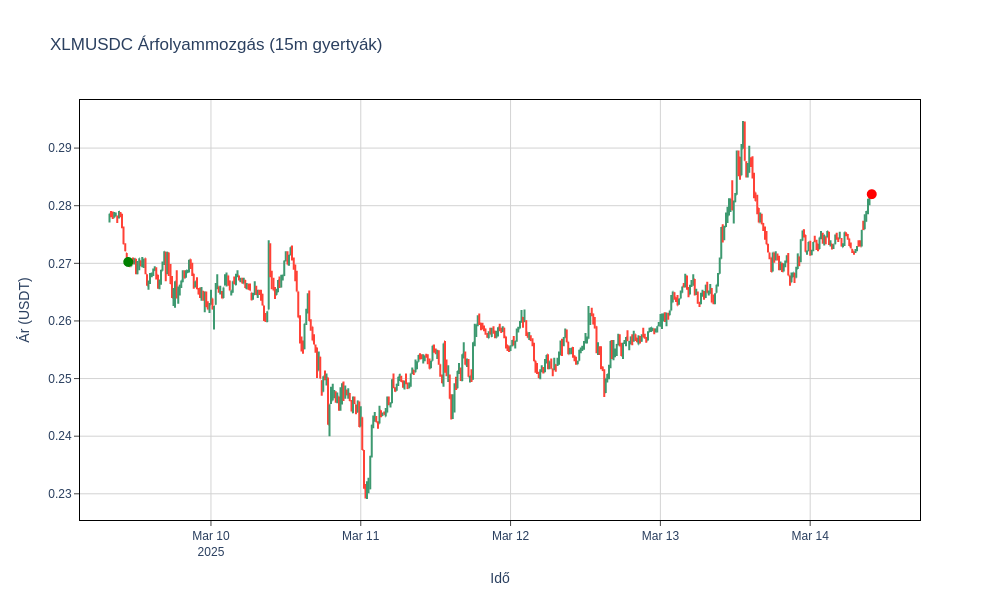 XLMUSDC Árfolyammozgás (15m gyertyák)
0.29
0.28
0.27
0.26
0.25
0.24
0.23
Ár (USDT)
Mar 10
2025
Mar 11
Mar 12
Mar 13
Mar 14
Idő